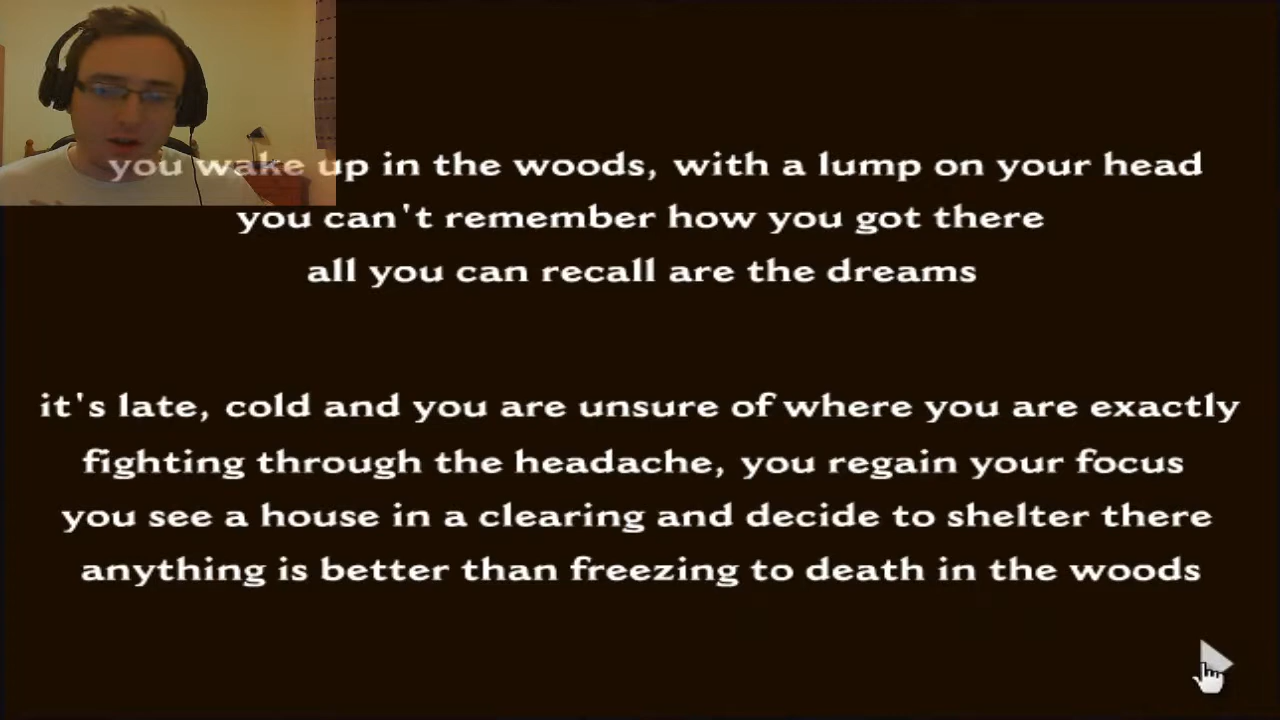 you wake up in the woods, with a lump on your head
you can't remember how you got there
all you can recall are the dreams
it's late, cold and you are unsure of where you are exactly
fighting through the headache, you regain your focus
you see a house in a clearing and decide to shelter there
anything is better than freezing to death in the woods